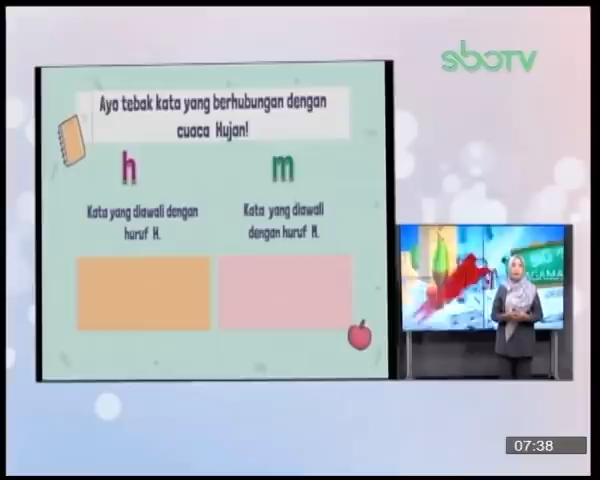 sboTV
Ayo tebak kata yang berhubungan dengan
cuaca Hujan!
h
m
Kata yang diawali dengan
huruf H.
Kata yang diawali
dengan huruf M.
AGAMA
07:38